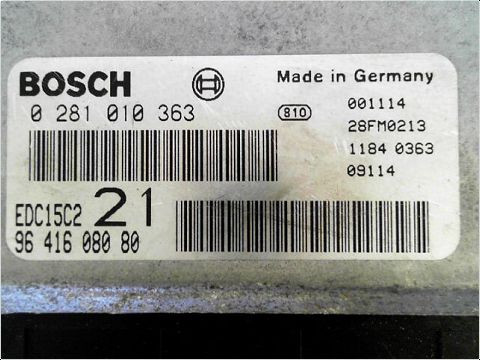 BOSCH
Made in Germany
0 281 010 363
810
001114
28FM0213
1184 0363
09114
EDC15C2 21
96 416 080 80